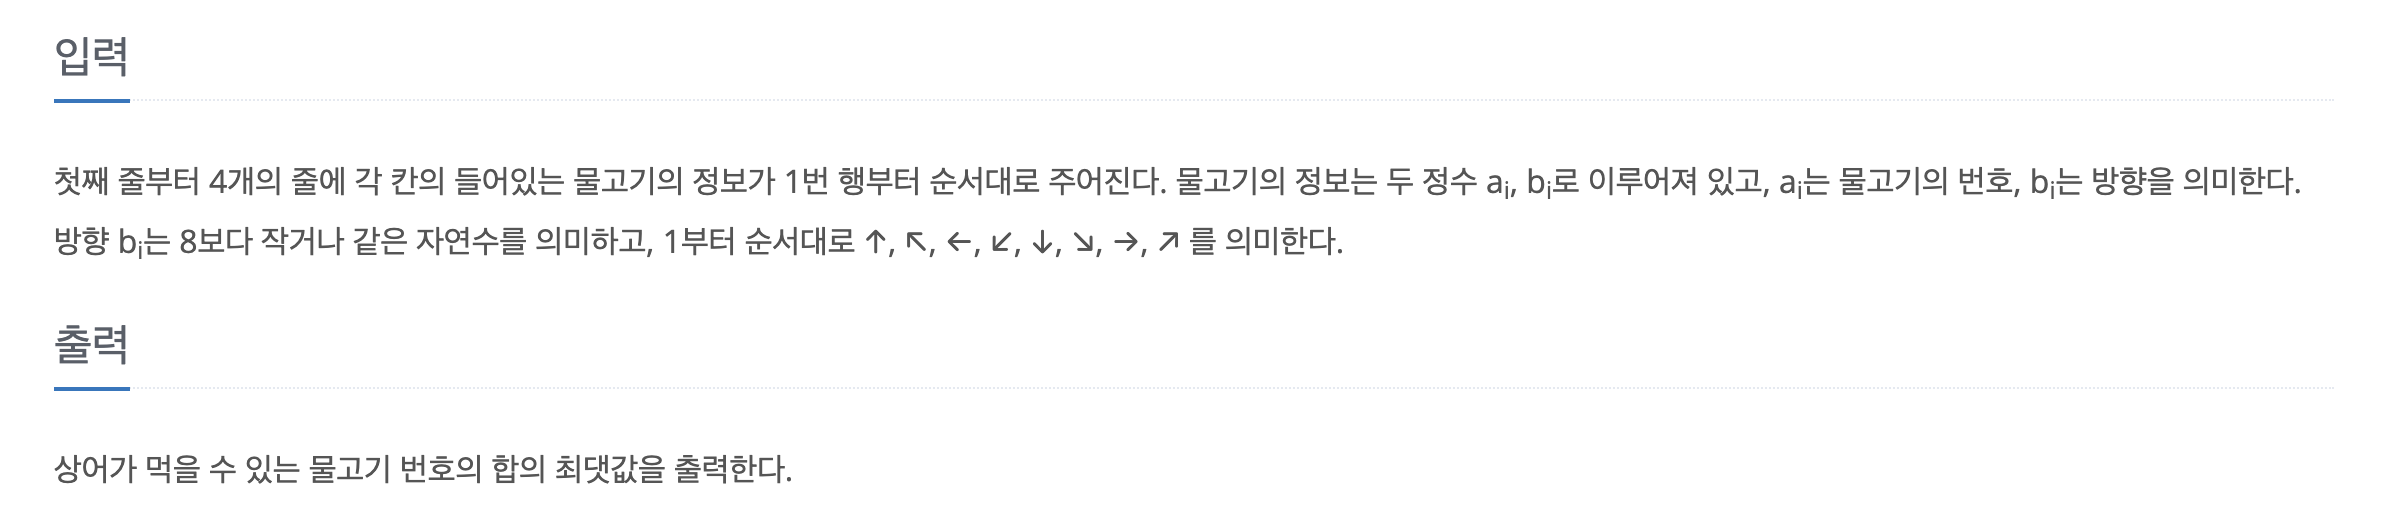 입력
첫째 줄부터 4개의 줄에 각 칸의 들어있는 물고기의 정보가 1번 행부터 순서대로 주어진다. 물고기의 정보는 두 정수 aᵢ, bᵢ로 이루어져 있고, aᵢ는 물고기의 번호, bᵢ는 방향을 의미한다.
방향 bᵢ는 8보다 작거나 같은 자연수를 의미하고, 1부터 순서대로 ↑, ↖, ←, ↙, ↓, ↘, →, ↗ 를 의미한다.
출력
상어가 먹을 수 있는 물고기 번호의 합의 최댓값을 출력한다.